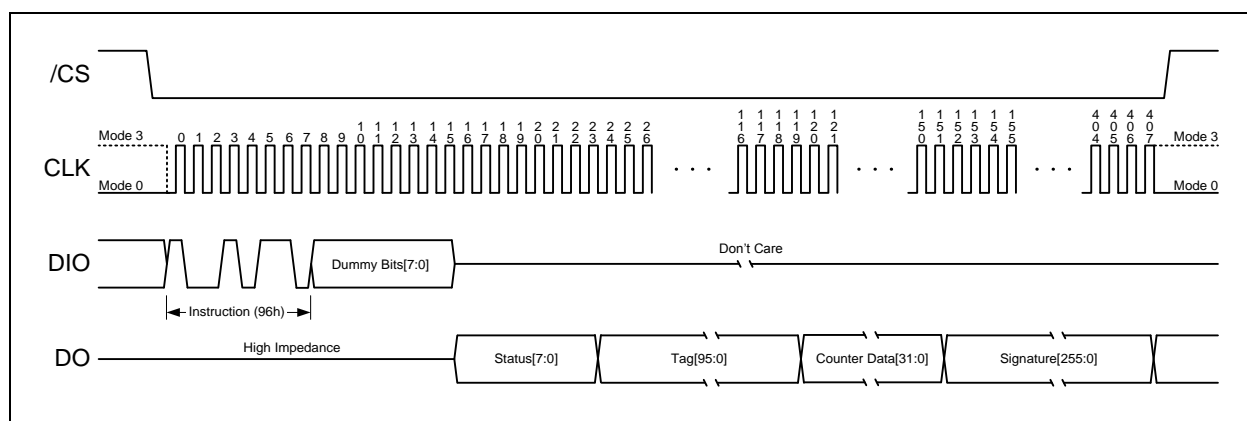 /CS
Mode 3
0 1 2 3 4 5 6 7 8 9 10 11 12 13 14 15 16 17 18 19 20 21 22 23 24 25 26 116 117 118 119 120 121 150 151 152 153 154 155 404 405 406 407
Mode 3
CLK
. . . . . . . . .
Mode 0
Mode 0
DIO
Dummy Bits[7:0]
Don't Care
Instruction (96h)
DO
High Impedance
Status[7:0]
Tag[95:0]
Counter Data[31:0]
Signature[255:0]